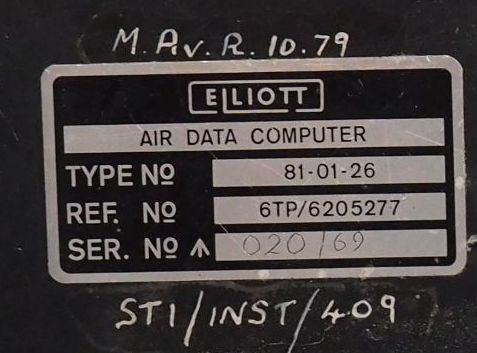 M.Av.R. 10.79
ELLIOTT
AIR DATA COMPUTER
TYPE Nº 81-01-26
REF. Nº 6TP/6205277
SER. Nº 020/69
STI/INST/409